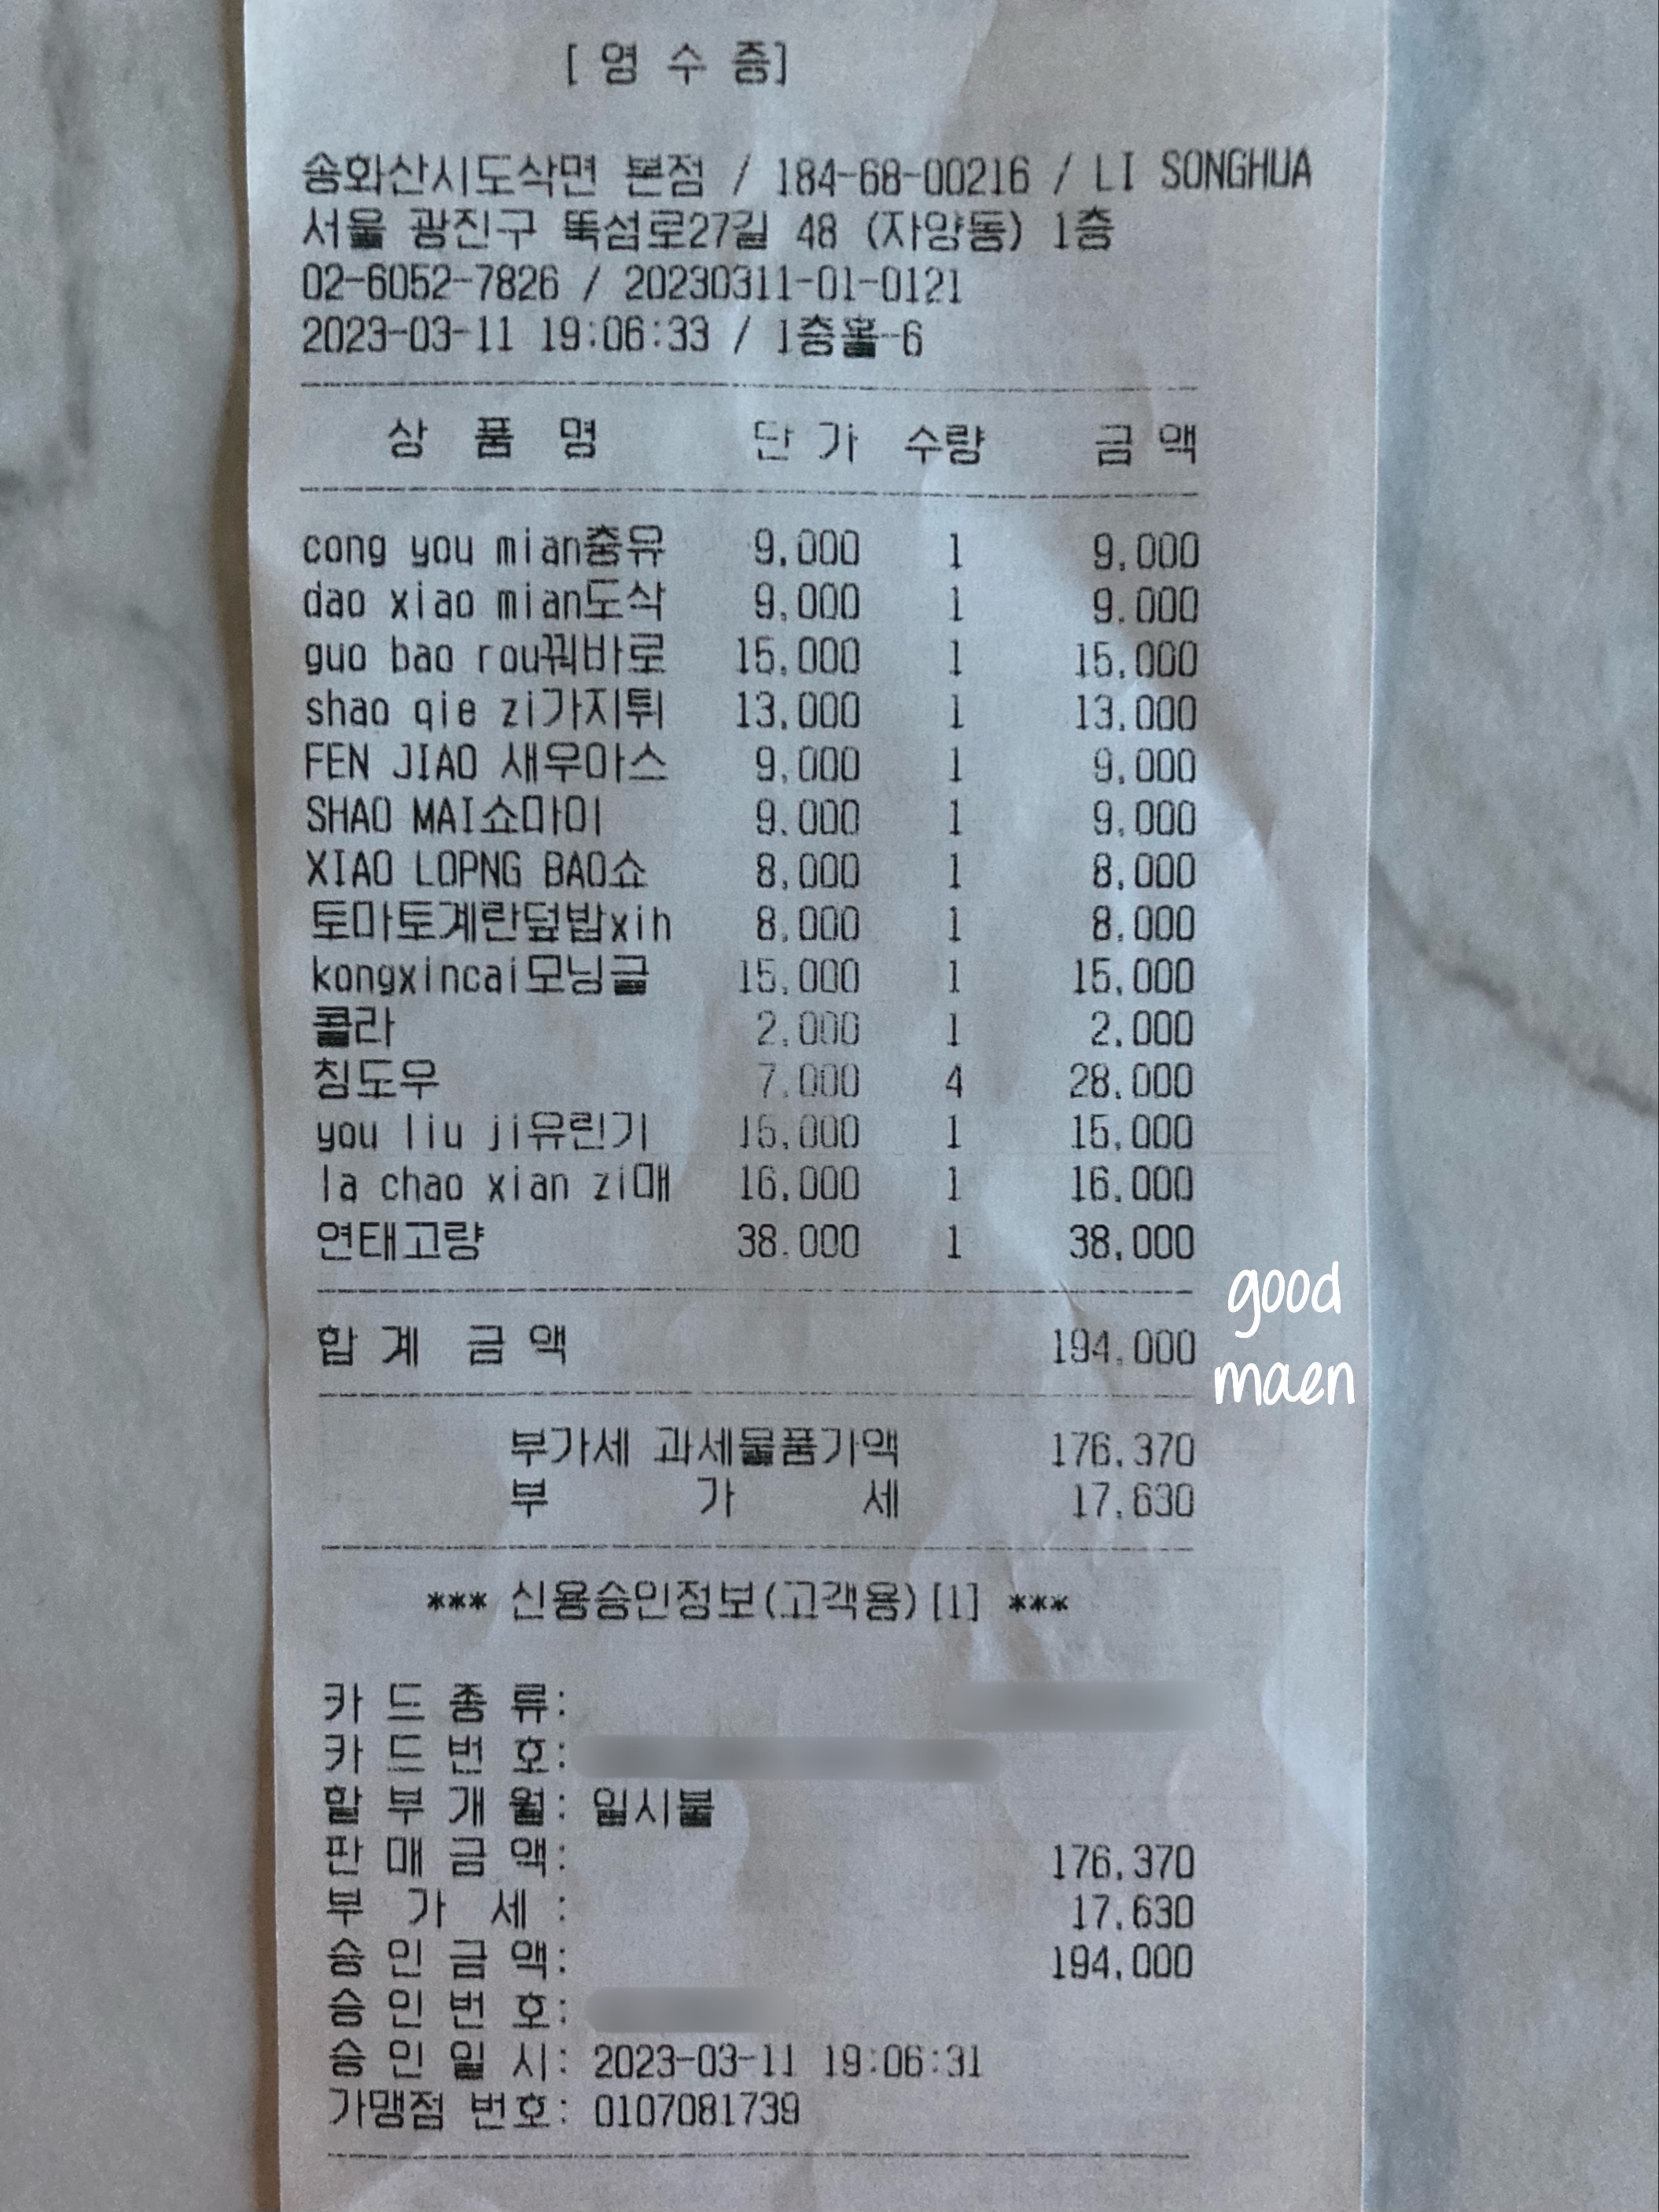 [ 영 수 증]
송화산시도삭면 본점 / 184-68-00216 / LI SONGHUA
서울 광진구 뚝섬로27길 48 (자양동) 1층
02-6052-7826 / 20230311-01-0121
2023-03-11 19:06:33 / 1층홀-6
상 품 명 단 가 수량 금 액
cong you mian총유 9,000 1 9,000
dao xiao mian도삭 9,000 1 9,000
guo bao rou꿔바로 15,000 1 15,000
shao qie zi가지튀 13,000 1 13,000
FEN JIAO 새우아스 9,000 1 9,000
SHAO MAI쇼마이 9,000 1 9,000
XIAO LOPNG BAO쇼 8,000 1 8,000
토마토계란덮밥xih 8,000 1 8,000
kongxincai모닝글 15,000 1 15,000
콜라 2,000 1 2,000
칭도우 7,000 4 28,000
you liu ji유린기 15,000 1 15,000
la chao xian zi매 16,000 1 16,000
연태고량 38,000 1 38,000
합 계 금 액 194,000
good
maen
부가세 과세물품가액 176,370
부 가 세 17,630
*** 신용승인정보(고객용)[1] ***
카 드 종 류:
카 드 번 호:
할 부 개 월: 일시불
판 매 금 액: 176,370
부 가 세 : 17,630
승 인 금 액: 194,000
승 인 번 호:
승 인 일 시: 2023-03-11 19:06:31
가맹점 번호: 0107081739